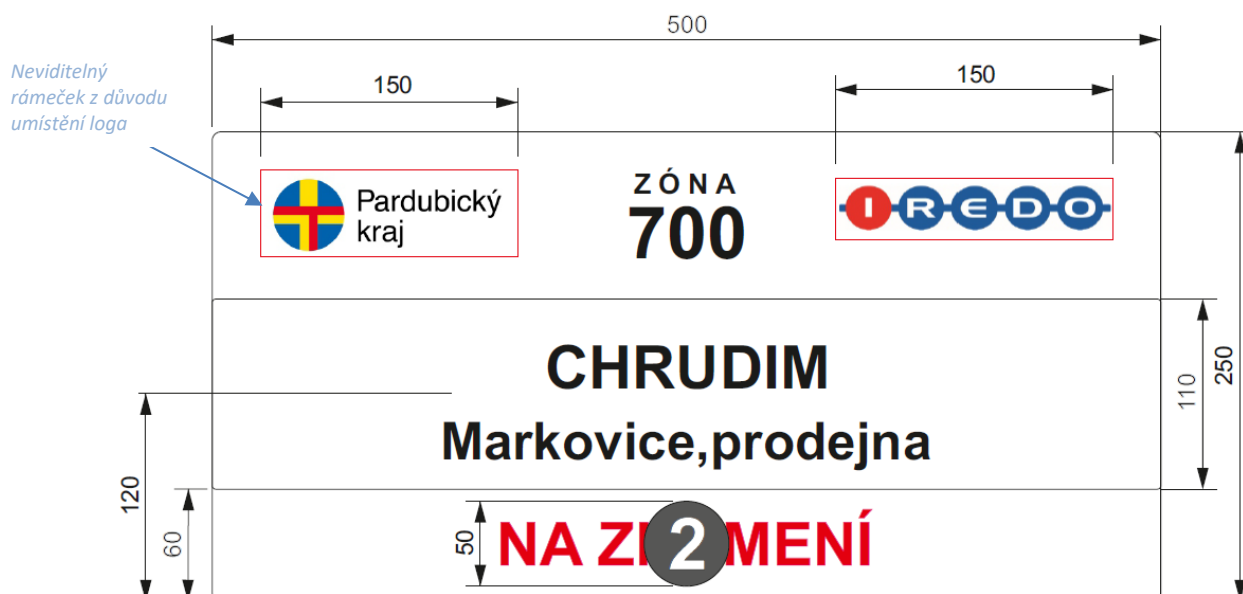 500
Neviditelný
rámeček z důvodu
umístění loga
150
150
Pardubický
kraj
ZÓNA
700
IREDO
CHRUDIM
Markovice,prodejna
110
250
120
60
50
NA
2